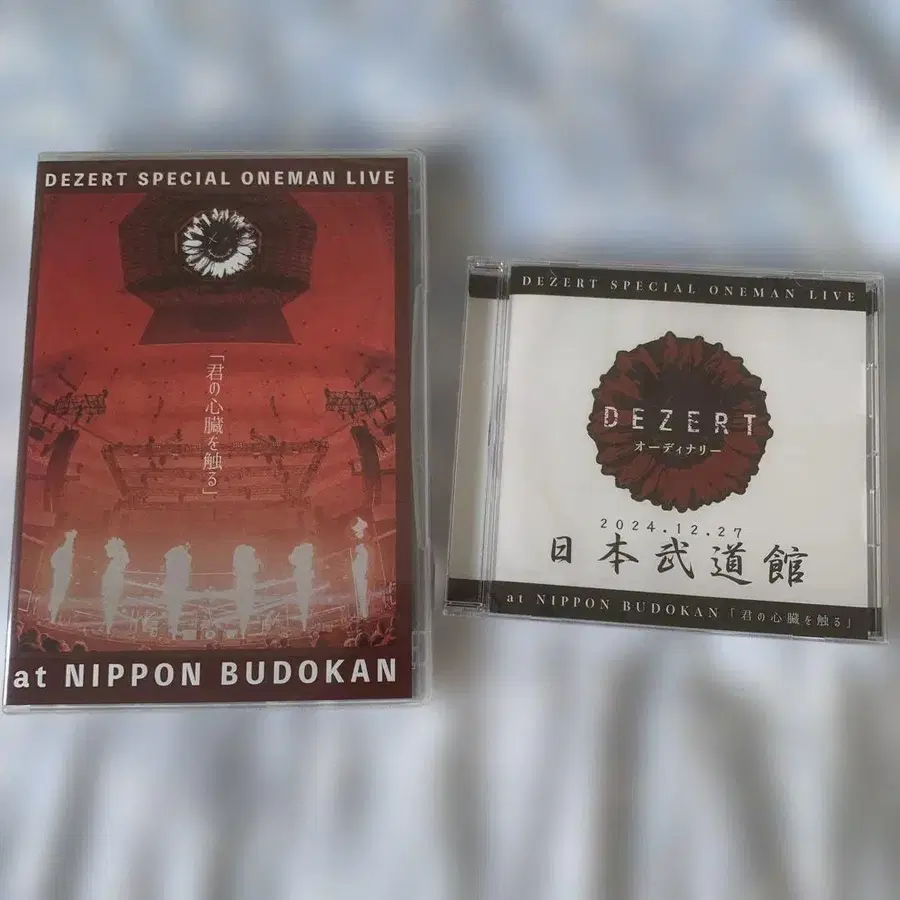 DEZERT SPECIAL ONEMAN LIVE
「君の心臓を触る」
at NIPPON BUDOKAN
DEZERT SPECIAL ONEMAN LIVE
DEZERT
オーディナリー
2024.12.27
日本武道館
at NIPPON BUDOKAN「君の心臓を触る」